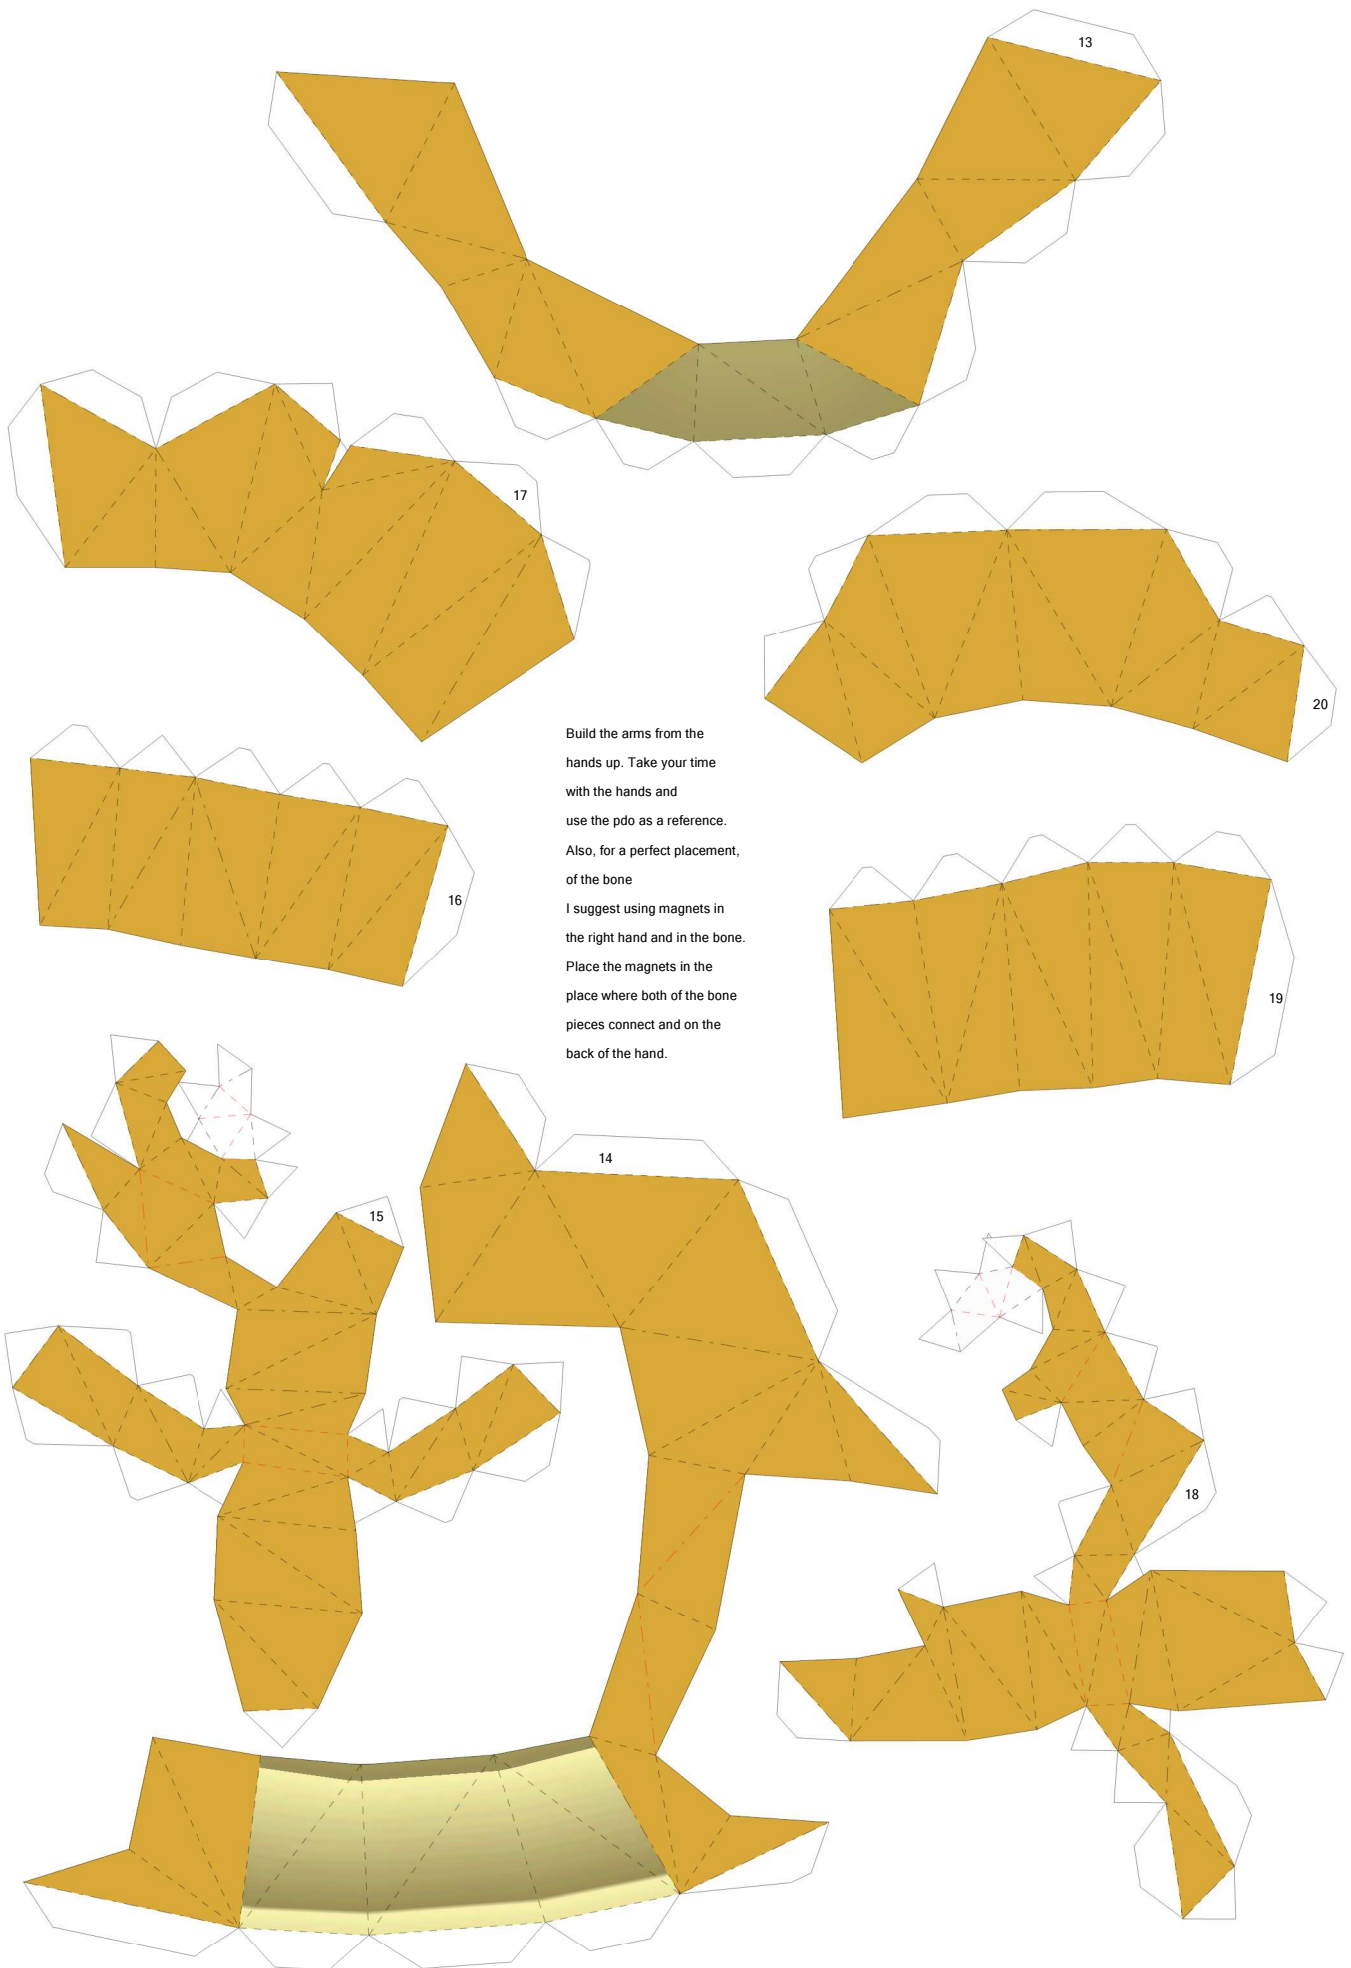 13
17
20
Build the arms from the
hands up. Take your time
with the hands and
use the pdo as a reference.
Also, for a perfect placement,
of the bone
I suggest using magnets in
the right hand and in the bone.
Place the magnets in the
place where both of the bone
pieces connect and on the
back of the hand.
16
19
14
15
18